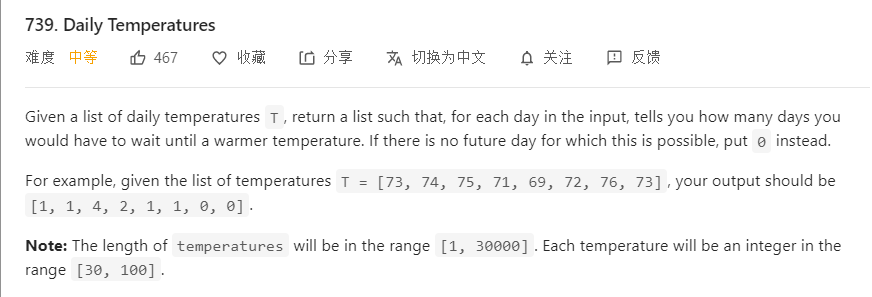 739. Daily Temperatures
难度 中等 467 收藏 分享 切换为中文 关注 反馈
Given a list of daily temperatures T, return a list such that, for each day in the input, tells you how many days you
would have to wait until a warmer temperature. If there is no future day for which this is possible, put 0 instead.
For example, given the list of temperatures T = [73, 74, 75, 71, 69, 72, 76, 73], your output should be
[1, 1, 4, 2, 1, 1, 0, 0].
Note: The length of temperatures will be in the range [1, 30000]. Each temperature will be an integer in the
range [30, 100].